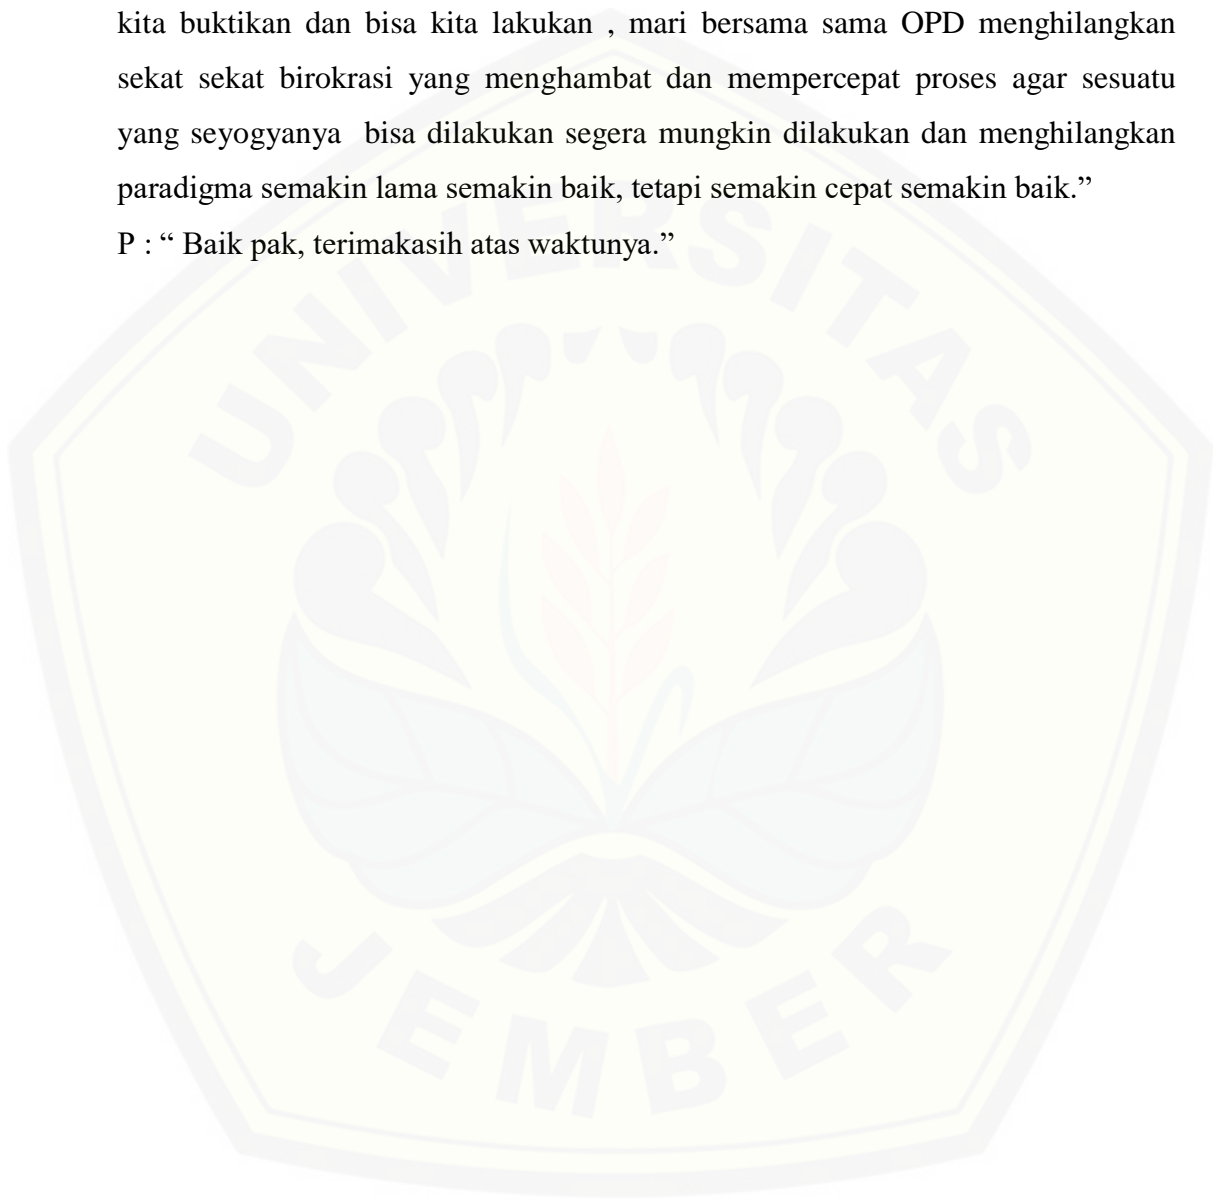 kita buktikan dan bisa kita lakukan , mari bersama sama OPD menghilangkan
sekat sekat birokrasi yang menghambat dan mempercepat proses agar sesuatu
yang seyogyanya bisa dilakukan segera mungkin dilakukan dan menghilangkan
paradigma semakin lama semakin baik, tetapi semakin cepat semakin baik.”
P : “ Baik pak, terimakasih atas waktunya.”
UNIVERSITAS
JEMBER